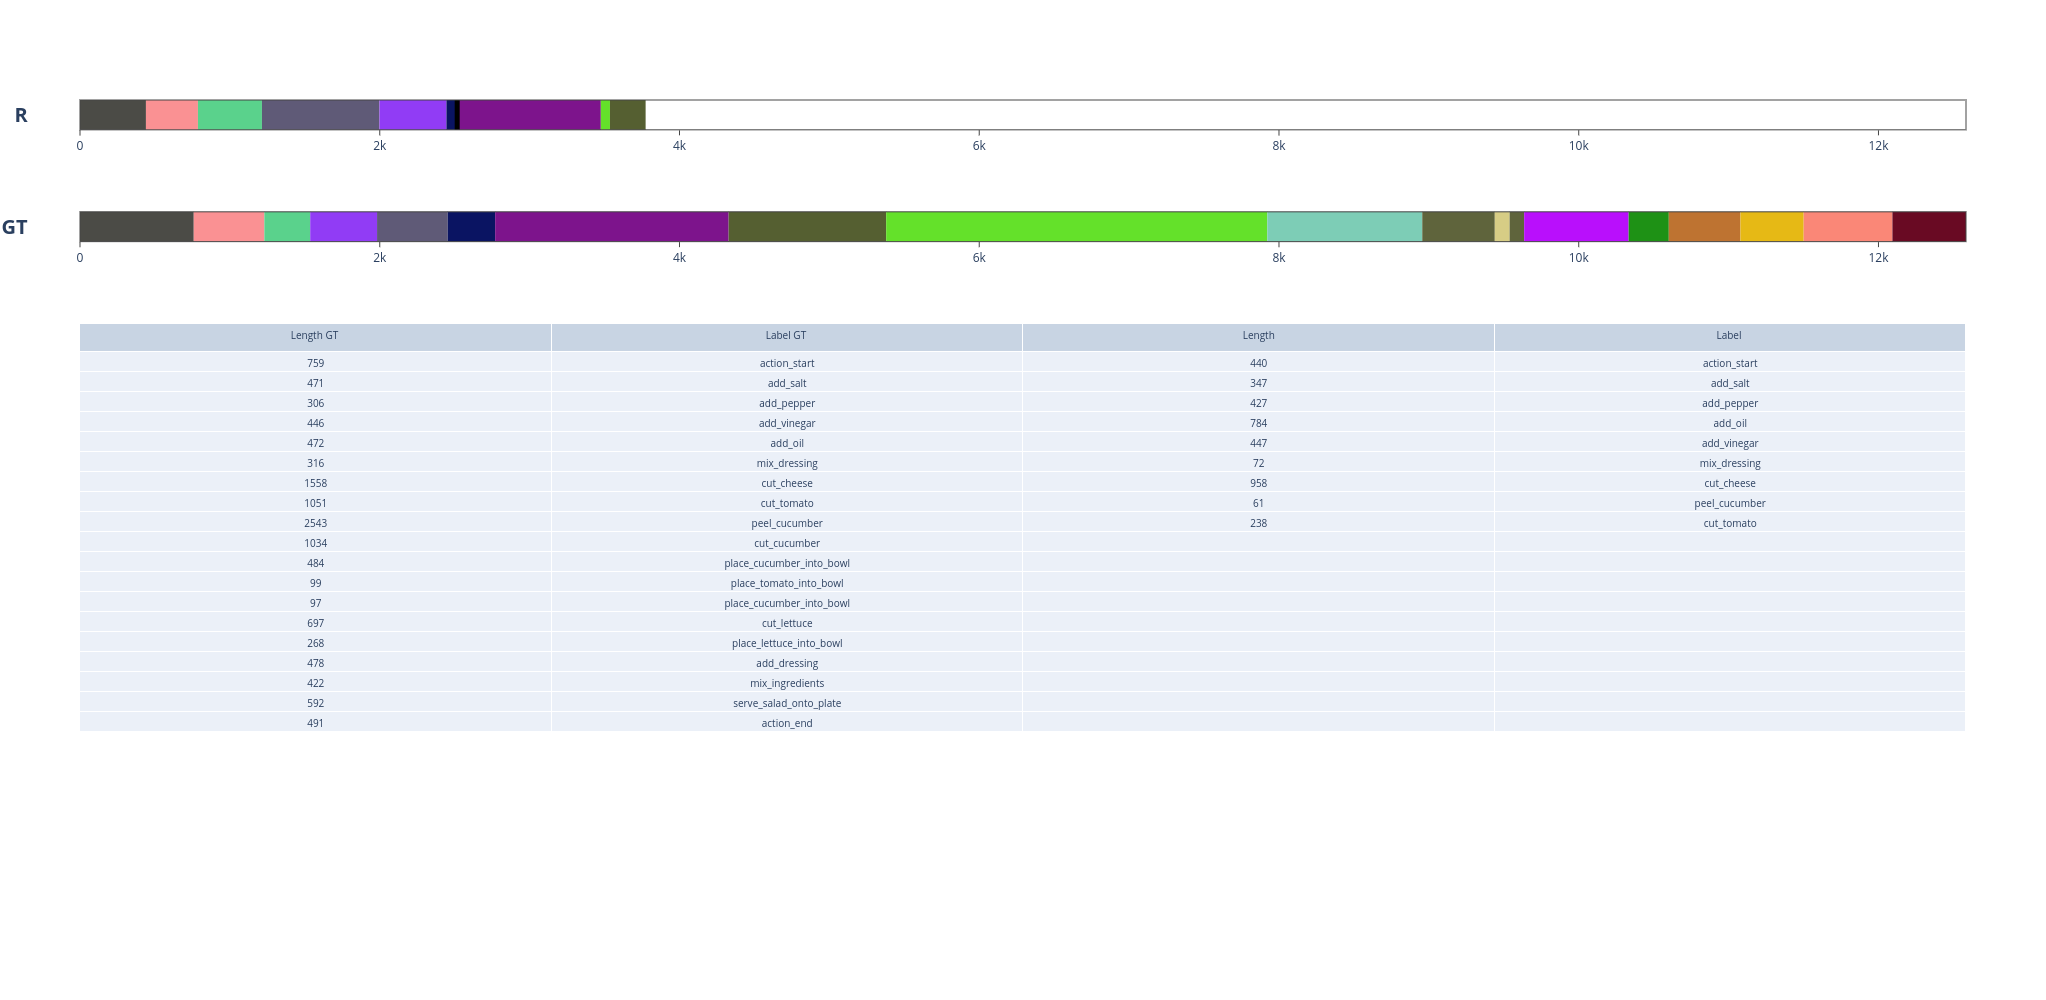 R
0 2k 4k 6k 8k 10k 12k
GT
0 2k 4k 6k 8k 10k 12k
Length GT Label GT Length Label
759 action_start 440 action_start
471 add_salt 347 add_salt
306 add_pepper 427 add_pepper
446 add_vinegar 784 add_oil
472 add_oil 447 add_vinegar
316 mix_dressing 72 mix_dressing
1558 cut_cheese 958 cut_cheese
1051 cut_tomato 61 peel_cucumber
2543 peel_cucumber 238 cut_tomato
1034 cut_cucumber
484 place_cucumber_into_bowl
99 place_tomato_into_bowl
97 place_cucumber_into_bowl
697 cut_lettuce
268 place_lettuce_into_bowl
478 add_dressing
422 mix_ingredients
592 serve_salad_onto_plate
491 action_end